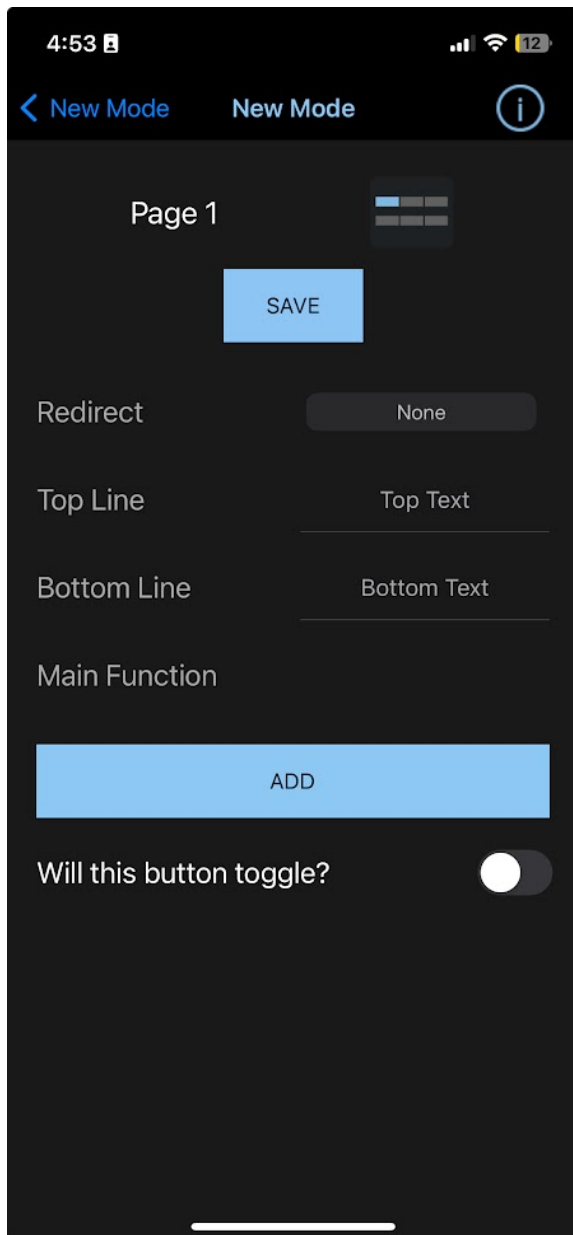 4:53 12
New Mode New Mode i
Page 1
SAVE
Redirect None
Top Line Top Text
Bottom Line Bottom Text
Main Function
ADD
Will this button toggle?